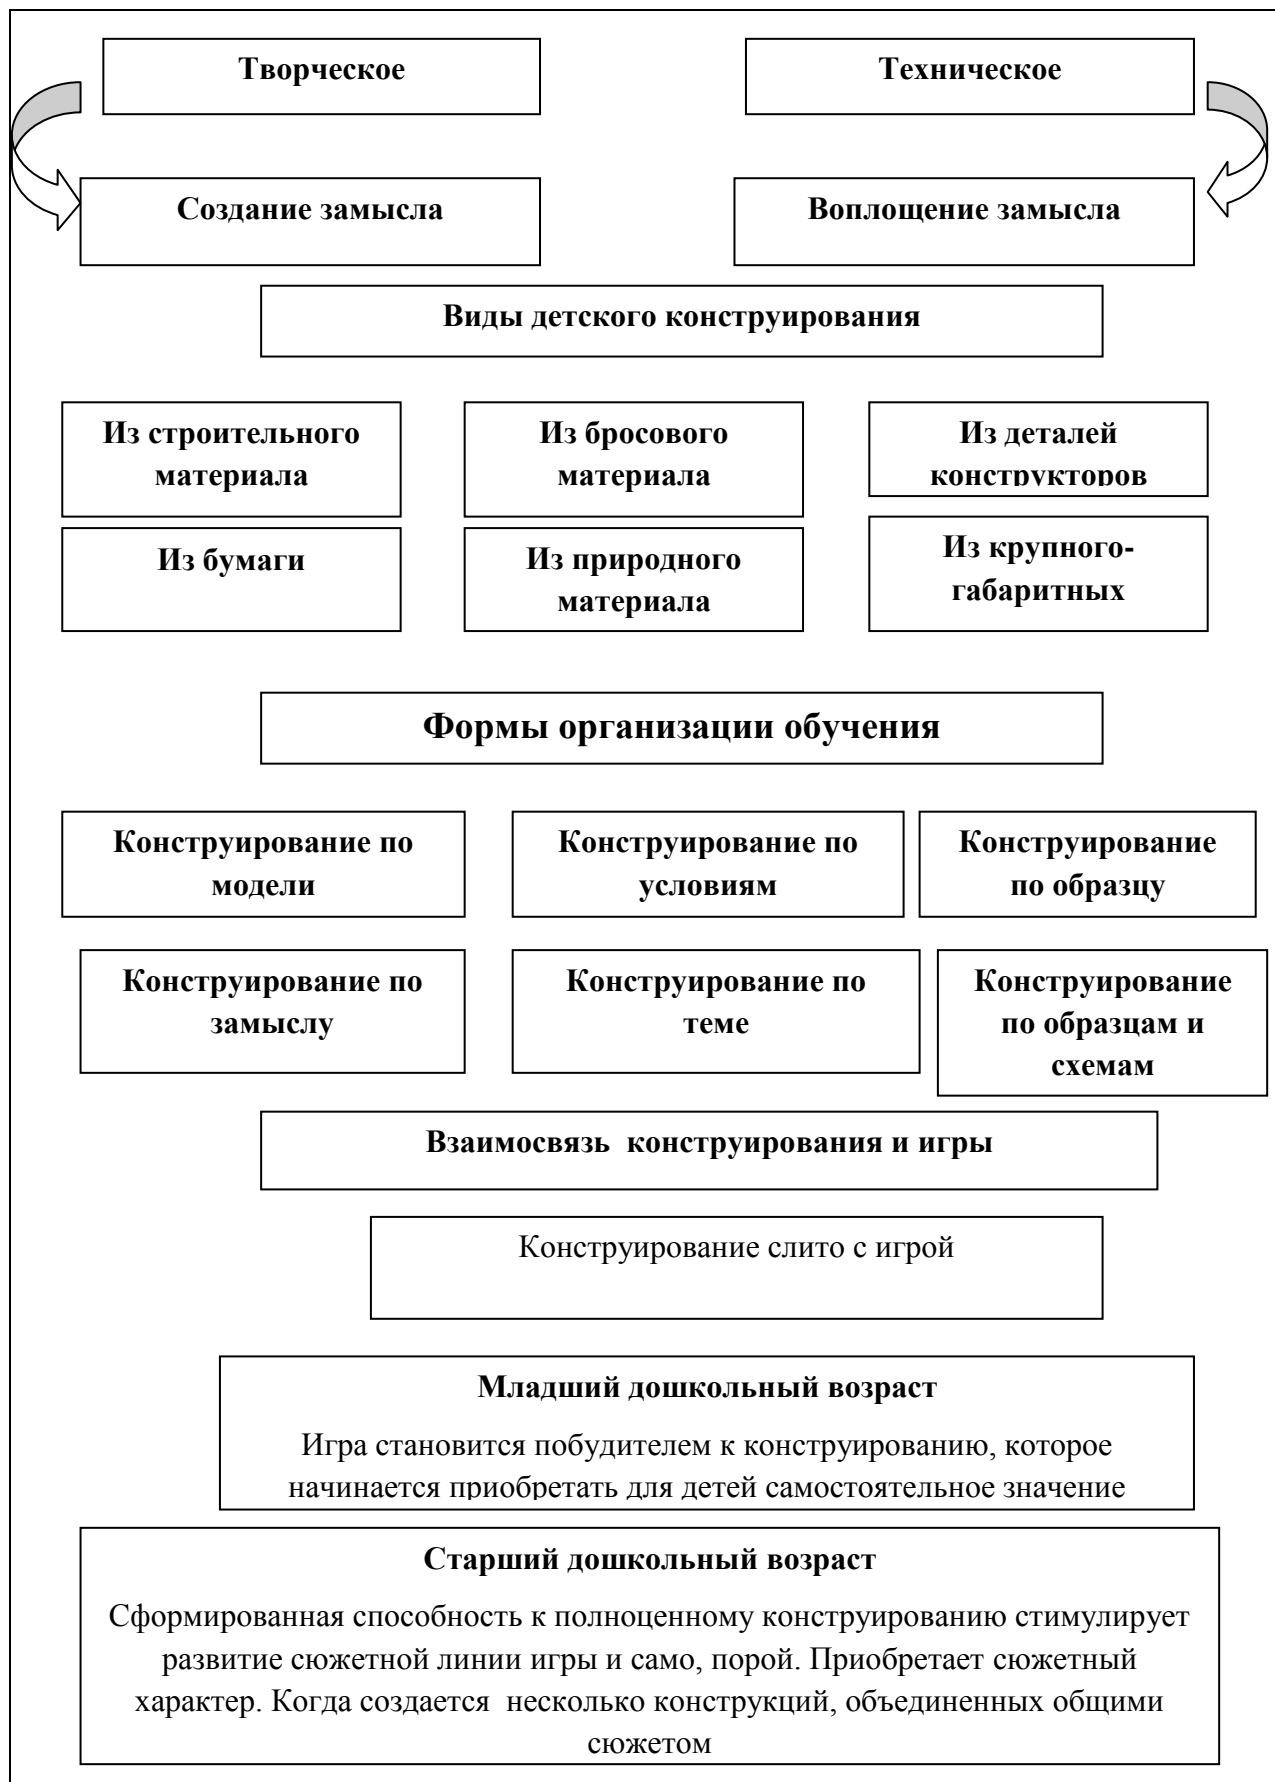 Творческое
Техническое
Создание замысла
Воплощение замысла
Виды детского конструирования
Из строительного
материала
Из бросового
материала
Из деталей
конструкторов
Из бумаги
Из природного
материала
Из крупного-
габаритных
Формы организации обучения
Конструирование по
модели
Конструирование по
условиям
Конструирование
по образцу
Конструирование по
замыслу
Конструирование по
теме
Конструирование
по образцам и
схемам
Взаимосвязь конструирования и игры
Конструирование слито с игрой
Младший дошкольный возраст
Игра становится побудителем к конструированию, которое
начинается приобретать для детей самостоятельное значение
Старший дошкольный возраст
Сформированная способность к полноценному конструированию стимулирует
развитие сюжетной линии игры и само, порой. Приобретает сюжетный
характер. Когда создается несколько конструкций, объединенных общими
сюжетом